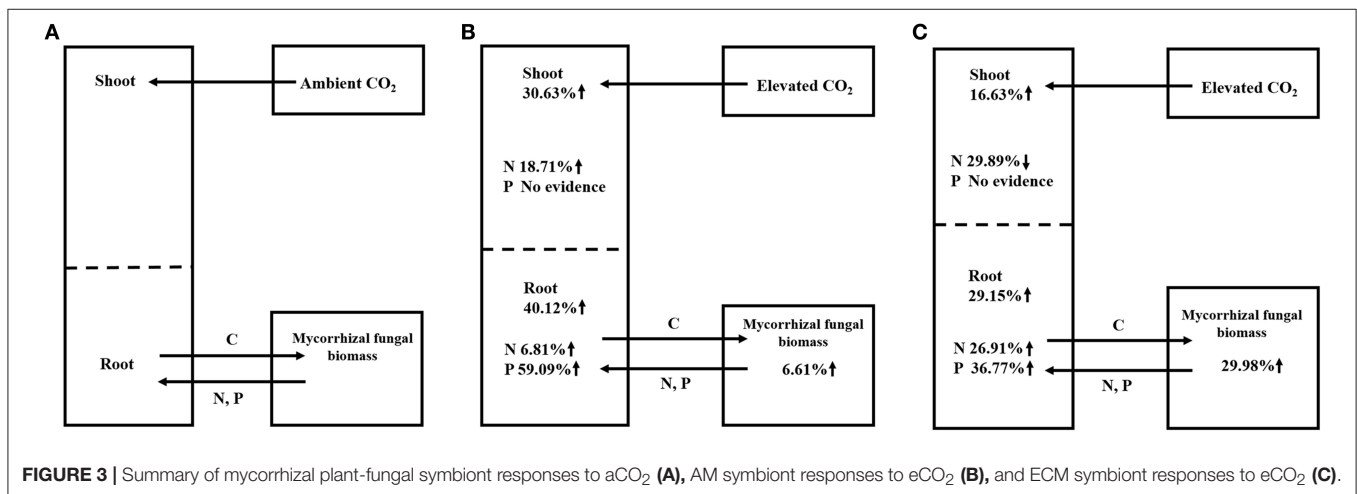 A
Shoot
Ambient CO₂
Root
C
N, P
Mycorrhizal fungal
biomass
B
Shoot
30.63%↑
Elevated CO₂
N 18.71%↑
P No evidence
Root
40.12%↑
N 6.81%↑
P 59.09%↑
C
N, P
Mycorrhizal fungal
biomass
6.61%↑
C
Shoot
16.63%↑
Elevated CO₂
N 29.89%↓
P No evidence
Root
29.15%↑
N 26.91%↑
P 36.77%↑
C
N, P
Mycorrhizal fungal
biomass
29.98%↑
FIGURE 3 | Summary of mycorrhizal plant-fungal symbiont responses to aCO₂ (A), AM symbiont responses to eCO₂ (B), and ECM symbiont responses to eCO₂ (C).